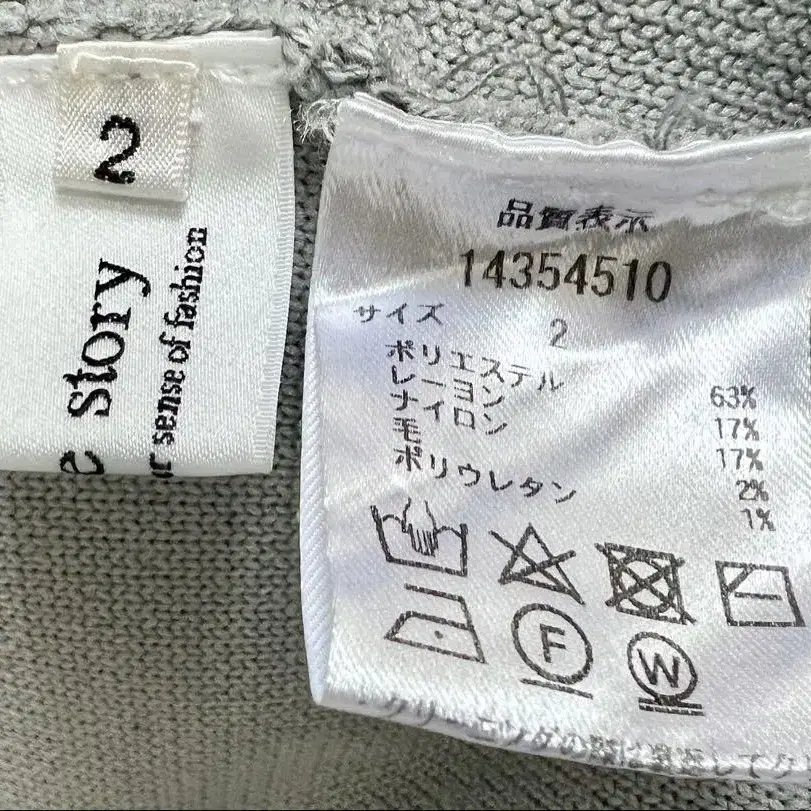 2
story
sense of fashion
品質表示
14354510
サイズ 2
ポリエステル 63%
レーヨン 17%
ナイロン 17%
毛 2%
ポリウレタン 1%
F
W